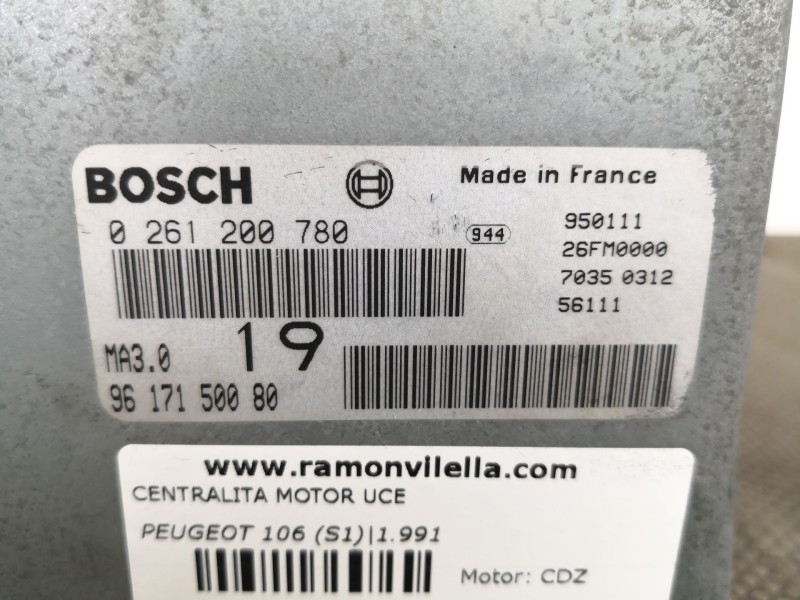 BOSCH
Made in France
0 261 200 780
944
950111
26FM0000
7035 0312
56111
MA3.0
19
96 171 500 80
www.ramonvilella.com
CENTRALITA MOTOR UCE
PEUGEOT 106 (S1)|1.991
Motor: CDZ